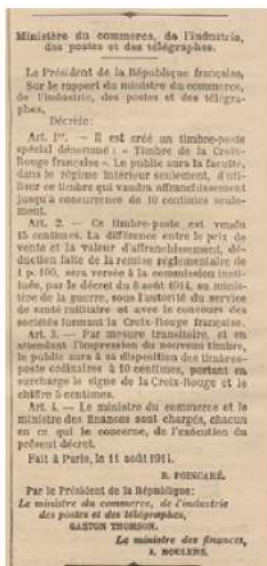 Ministère du commerce, de l'industrie,
des postes et des télégraphes.
Le Président de la République française,
Sur le rapport du ministre du commerce,
de l'industrie, des postes et des télégra-
phes,
Décrète:
Art. 1er. — Il est créé un timbre-poste
spécial dénommé : « Timbre de la Croix-
Rouge française ». Le public aura la faculté,
dans le régime intérieur seulement, d'uti-
liser ce timbre qui vaudra affranchissement
jusqu'à concurrence de 10 centimes seule-
ment.
Art. 2. — Ce timbre-poste est vendu
15 centimes. La différence entre le prix de
vente et la valeur d'affranchissement, dé-
duction faite de la remise réglementaire de
1 p. 100, sera versée à la commission insti-
tuée, par le décret du 8 août 1914, au minis-
tère de la guerre, sous l'autorité du service
de santé militaire et avec le concours des
sociétés formant la Croix-Rouge française.
Art. 3. — Par mesure transitoire, et en
attendant l'impression du nouveau timbre,
le public aura à sa disposition des timbres-
poste ordinaires à 10 centimes, portant en
surcharge le signe de la Croix-Rouge et le
chiffre 5 centimes.
Art. 4. — Le ministre du commerce et le
ministre des finances sont chargés, chacun
en ce qui le concerne, de l'exécution du
présent décret.
Fait à Paris, le 11 août 1914.
R. POINCARÉ.
Par le Président de la République:
Le ministre du commerce, de l'industrie
des postes et des télégraphes,
GASTON THOMSON.
Le ministre des finances,
J. NOULENS.